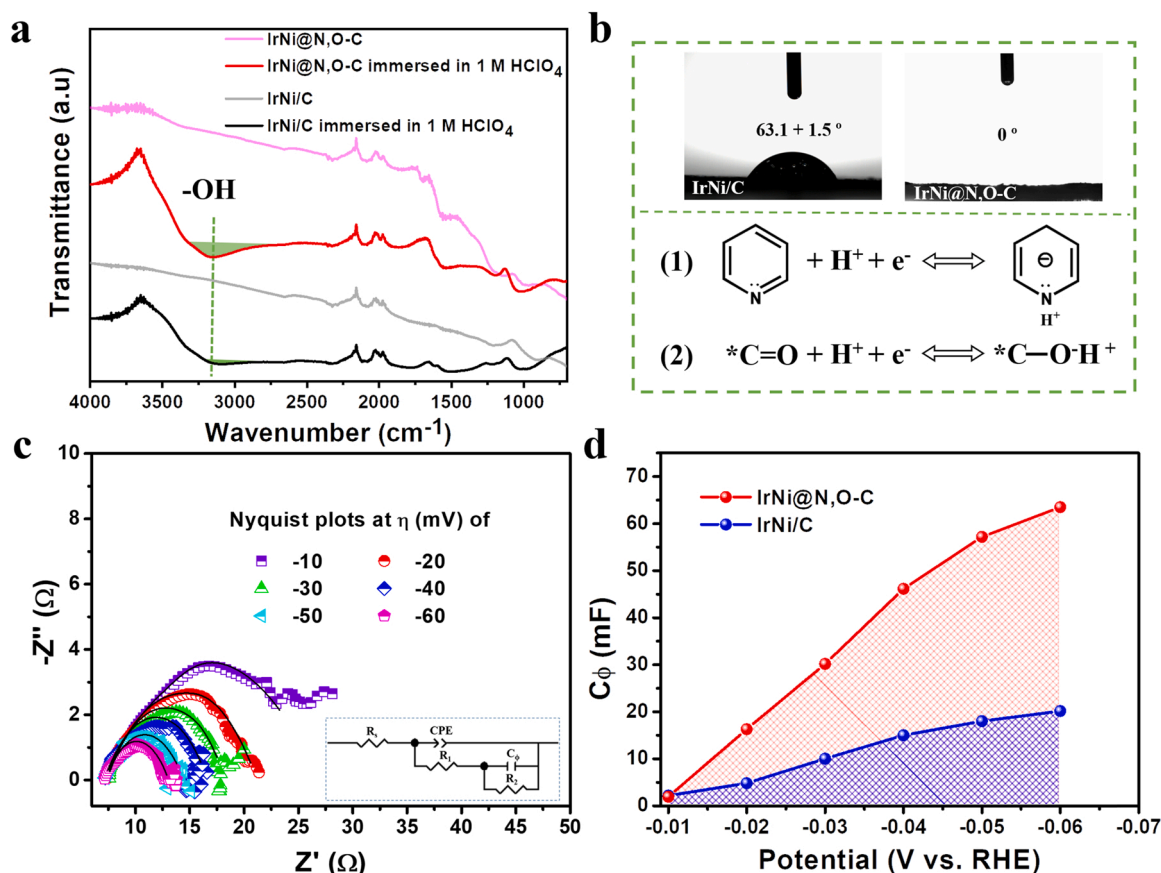 a
IrNi@N,O-C
IrNi@N,O-C immersed in 1 M HClO₄
IrNi/C
IrNi/C immersed in 1 M HClO₄
-OH
Transmittance (a.u)
4000 3500 3000 2500 2000 1500 1000
Wavenumber (cm⁻¹)
b
63.1 + 1.5 °
IrNi/C
0 °
IrNi@N,O-C
(1) N + H⁺ + e⁻ ⇔ ⊖ N H⁺
(2) *C=O + H⁺ + e⁻ ⇔ *C—O⁻H⁺
c
Nyquist plots at η (mV) of
-10 -20
-30 -40
-50 -60
-Z'' (Ω)
10
8
6
4
2
0
5 10 15 20 25 30 35 40 45 50
Z' (Ω)
Rs CPE
R1 Cϕ
R2
d
IrNi@N,O-C
IrNi/C
Cϕ (mF)
70
60
50
40
30
20
10
0
-0.01 -0.02 -0.03 -0.04 -0.05 -0.06 -0.07
Potential (V vs. RHE)